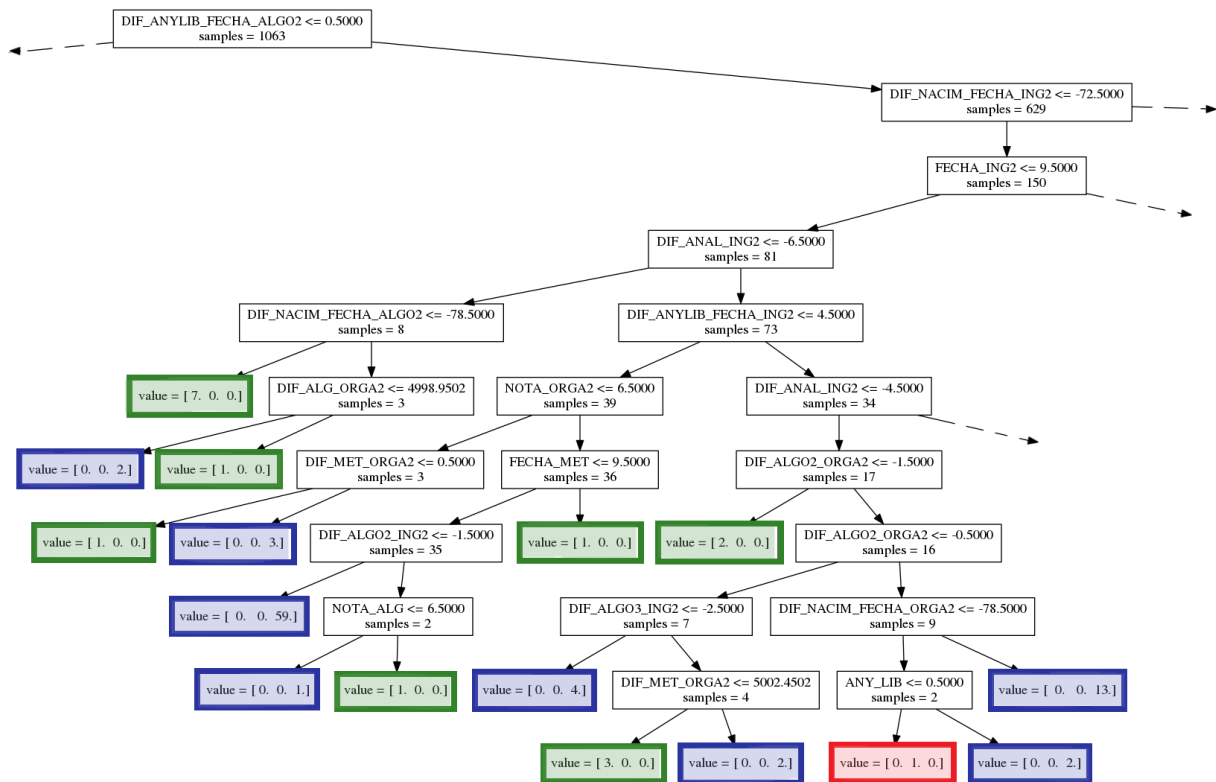 DIF_ANYLIB_FECHA_ALGO2 <= 0.5000
samples = 1063
DIF_NACIM_FECHA_ING2 <= -72.5000
samples = 629
FECHA_ING2 <= 9.5000
samples = 150
DIF_ANAL_ING2 <= -6.5000
samples = 81
DIF_NACIM_FECHA_ALGO2 <= -78.5000
samples = 8
DIF_ANYLIB_FECHA_ING2 <= 4.5000
samples = 73
value = [ 7. 0. 0.]
DIF_ALG_ORGA2 <= 4998.9502
samples = 3
NOTA_ORGA2 <= 6.5000
samples = 39
DIF_ANAL_ING2 <= -4.5000
samples = 34
value = [ 0. 0. 2.]
value = [ 1. 0. 0.]
DIF_MET_ORGA2 <= 0.5000
samples = 3
FECHA_MET <= 9.5000
samples = 36
DIF_ALGO2_ORGA2 <= -1.5000
samples = 17
value = [ 1. 0. 0.]
value = [ 0. 0. 3.]
DIF_ALGO2_ING2 <= -1.5000
samples = 35
value = [ 1. 0. 0.]
value = [ 2. 0. 0.]
DIF_ALGO2_ORGA2 <= -0.5000
samples = 16
value = [ 0. 0. 59.]
NOTA_ALG <= 6.5000
samples = 2
DIF_ALGO3_ING2 <= -2.5000
samples = 7
DIF_NACIM_FECHA_ORGA2 <= -78.5000
samples = 9
value = [ 0. 0. 1.]
value = [ 1. 0. 0.]
value = [ 0. 0. 4.]
DIF_MET_ORGA2 <= 5002.4502
samples = 4
ANY_LIB <= 0.5000
samples = 2
value = [ 0. 0. 13.]
value = [ 3. 0. 0.]
value = [ 0. 0. 2.]
value = [ 0. 1. 0.]
value = [ 0. 0. 2.]